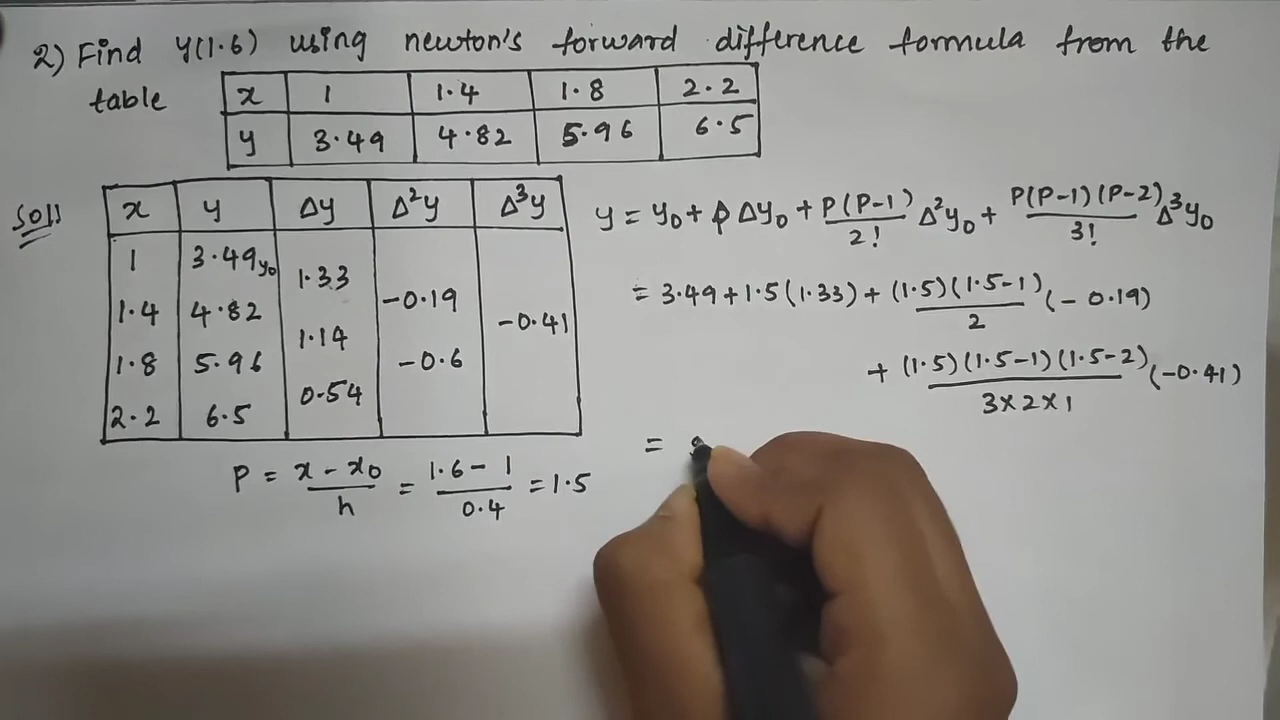 2) Find y(1.6) using newton's forward difference formula from the
table
x 1 1.4 1.8 2.2
y 3.49 4.82 5.96 6.5
Soln
x y Δy Δ²y Δ³y
1 3.49 y₀
1.33
1.4 4.82 -0.19
1.14 -0.41
1.8 5.96 -0.6
0.54
2.2 6.5
P = x - x₀ / h = 1.6 - 1 / 0.4 = 1.5
y = y₀ + p Δy₀ + P(P-1) / 2! Δ²y₀ + P(P-1)(P-2) / 3! Δ³y₀
= 3.49 + 1.5(1.33) + (1.5)(1.5-1) / 2 (-0.19)
+ (1.5)(1.5-1)(1.5-2) / 3×2×1 (-0.41)
=